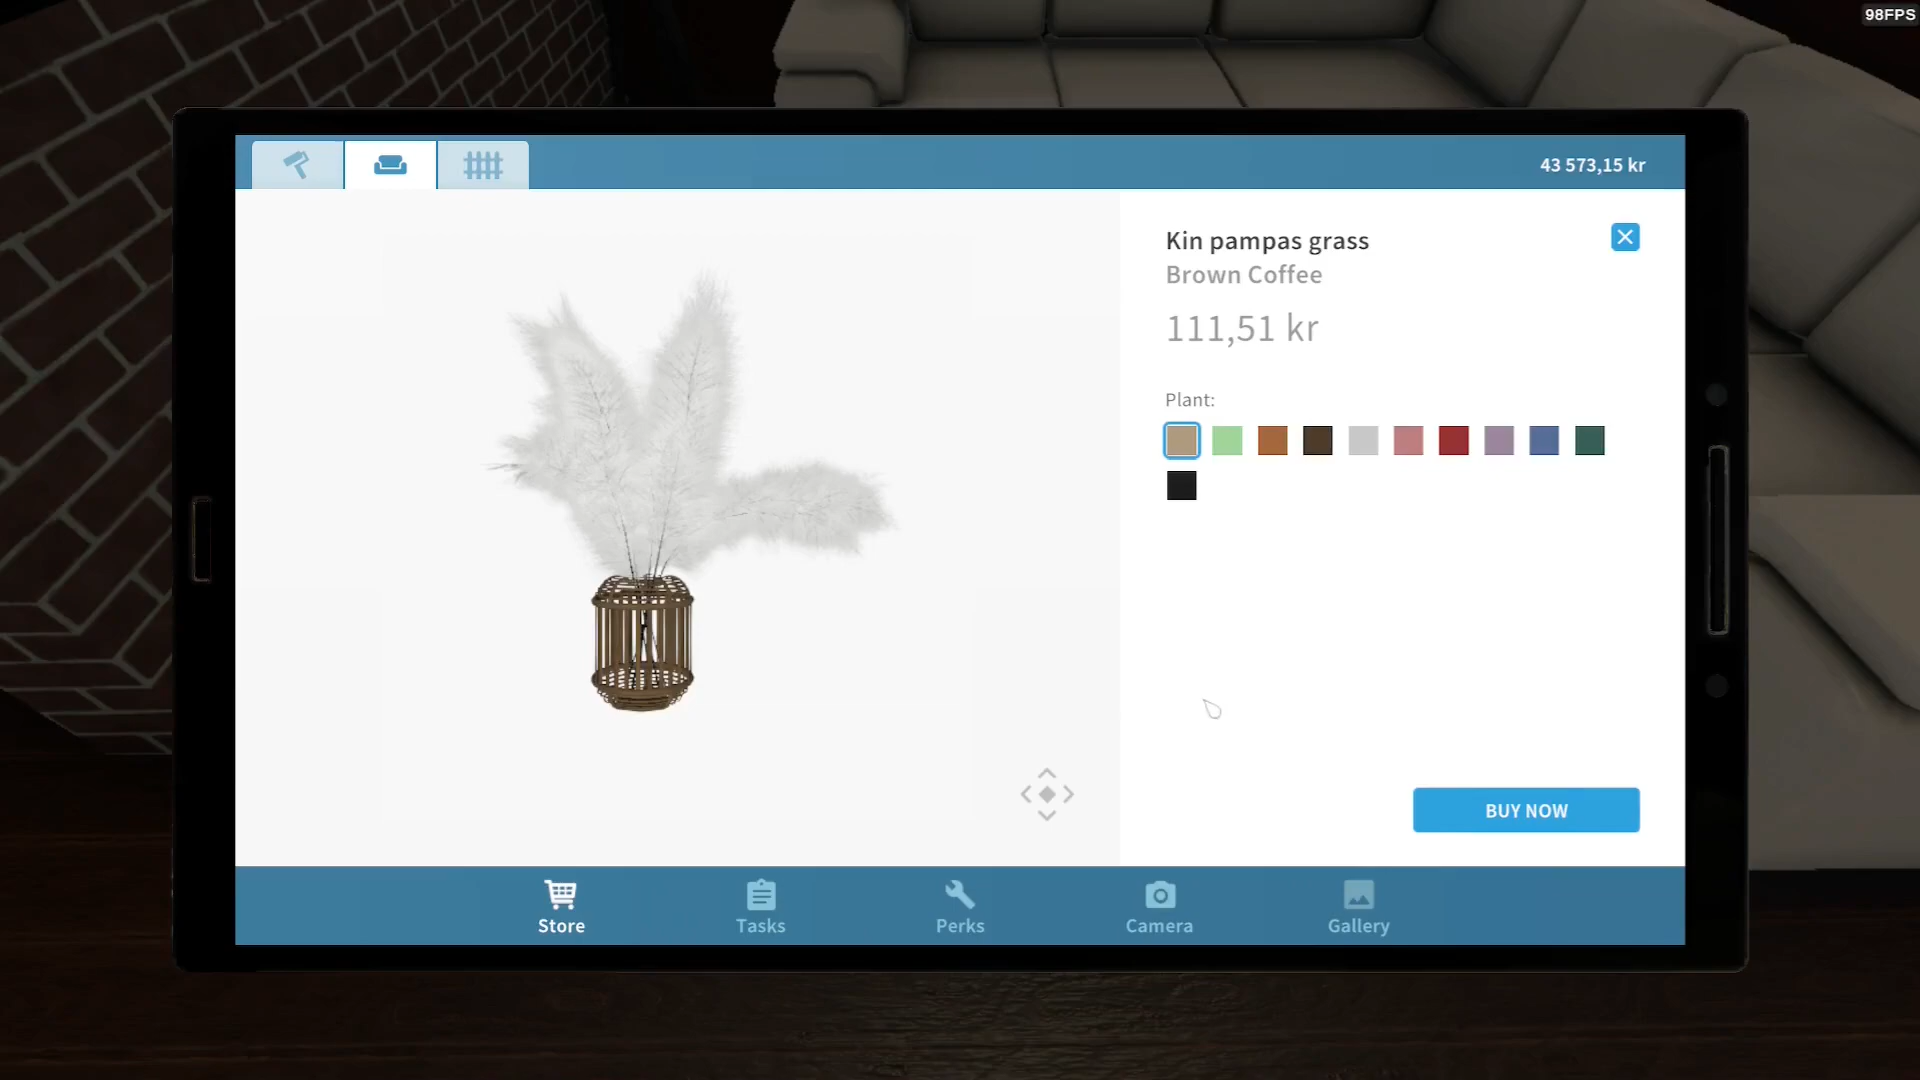 98FPS
43 573,15 kr
Kin pampas grass
Brown Coffee
111,51 kr
Plant:
BUY NOW
Store
Tasks
Perks
Camera
Gallery